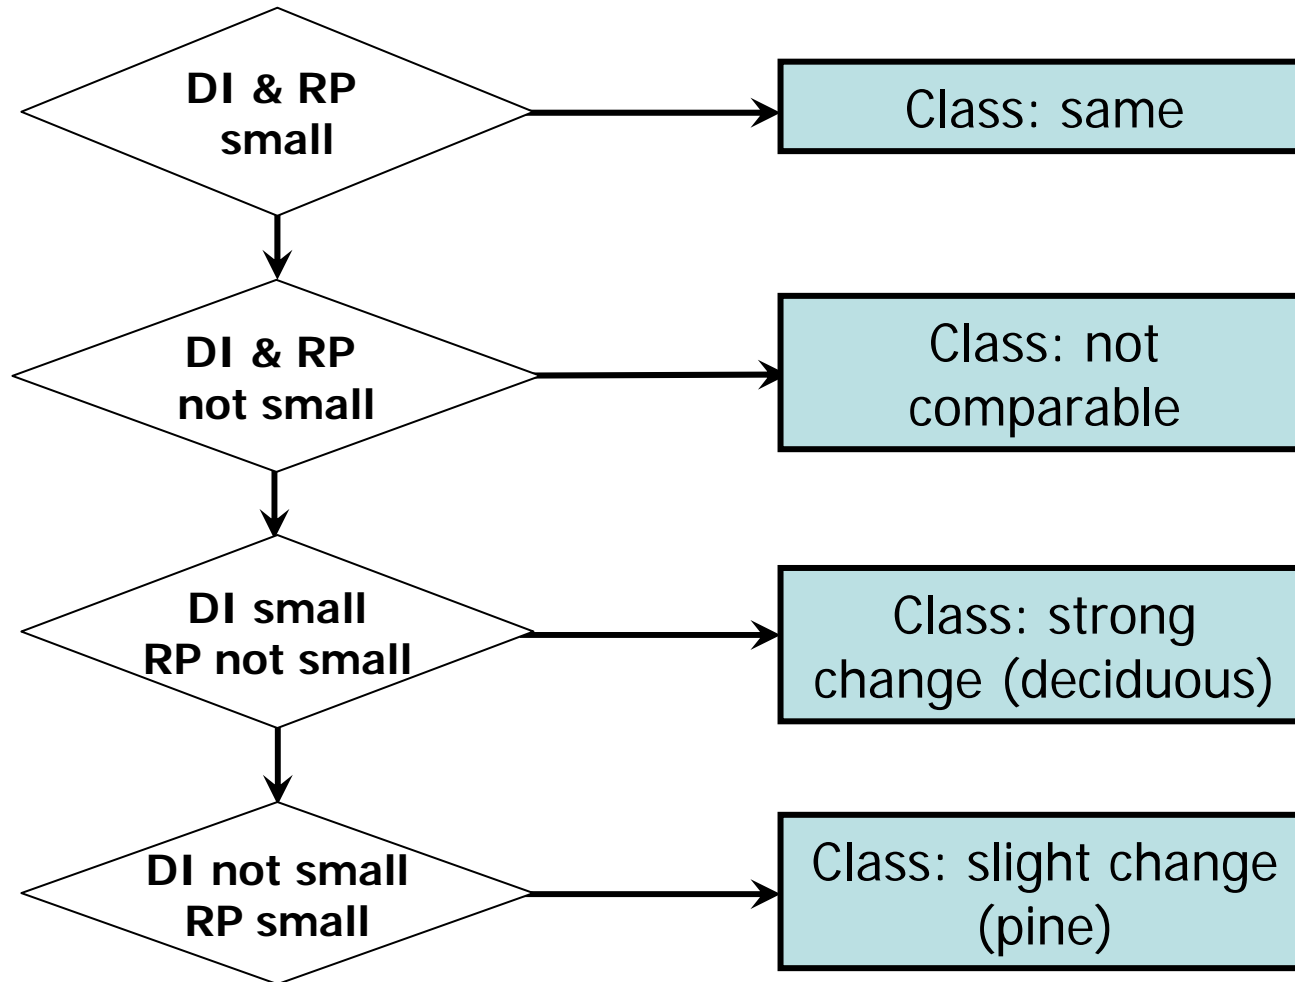 DI & RP
small
Class: same
DI & RP
not small
Class: not
comparable
DI small
RP not small
Class: strong
change (deciduous)
DI not small
RP small
Class: slight change
(pine)